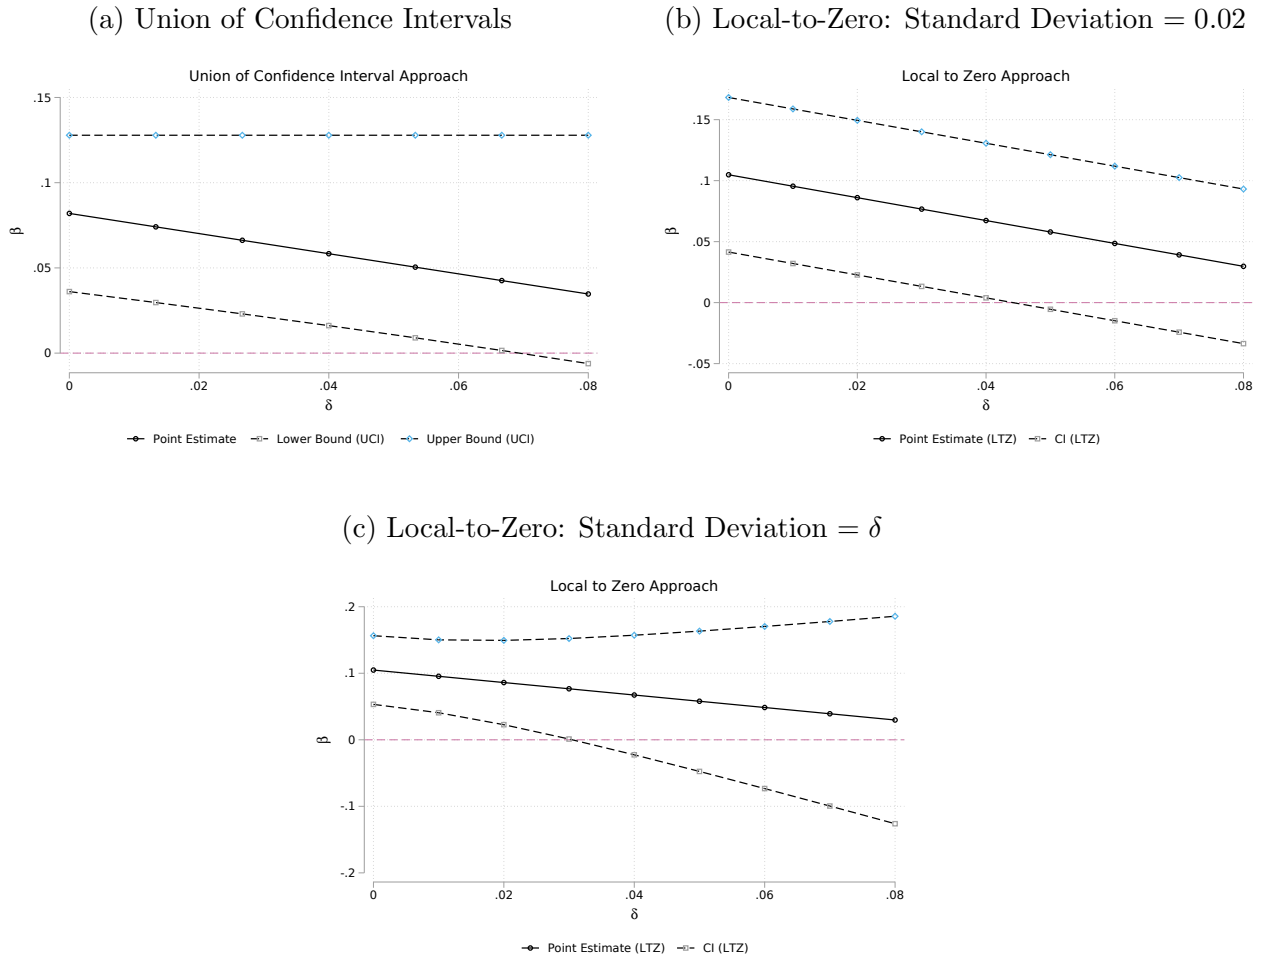 (a) Union of Confidence Intervals
Union of Confidence Interval Approach
.15
.1
.05
0
β
0 .02 .04 .06 .08
δ
Point Estimate Lower Bound (UCI) Upper Bound (UCI)
(b) Local-to-Zero: Standard Deviation = 0.02
Local to Zero Approach
.15
.1
.05
0
-.05
β
0 .02 .04 .06 .08
δ
Point Estimate (LTZ) CI (LTZ)
(c) Local-to-Zero: Standard Deviation = δ
Local to Zero Approach
.2
.1
0
-.1
-.2
β
0 .02 .04 .06 .08
δ
Point Estimate (LTZ) CI (LTZ)